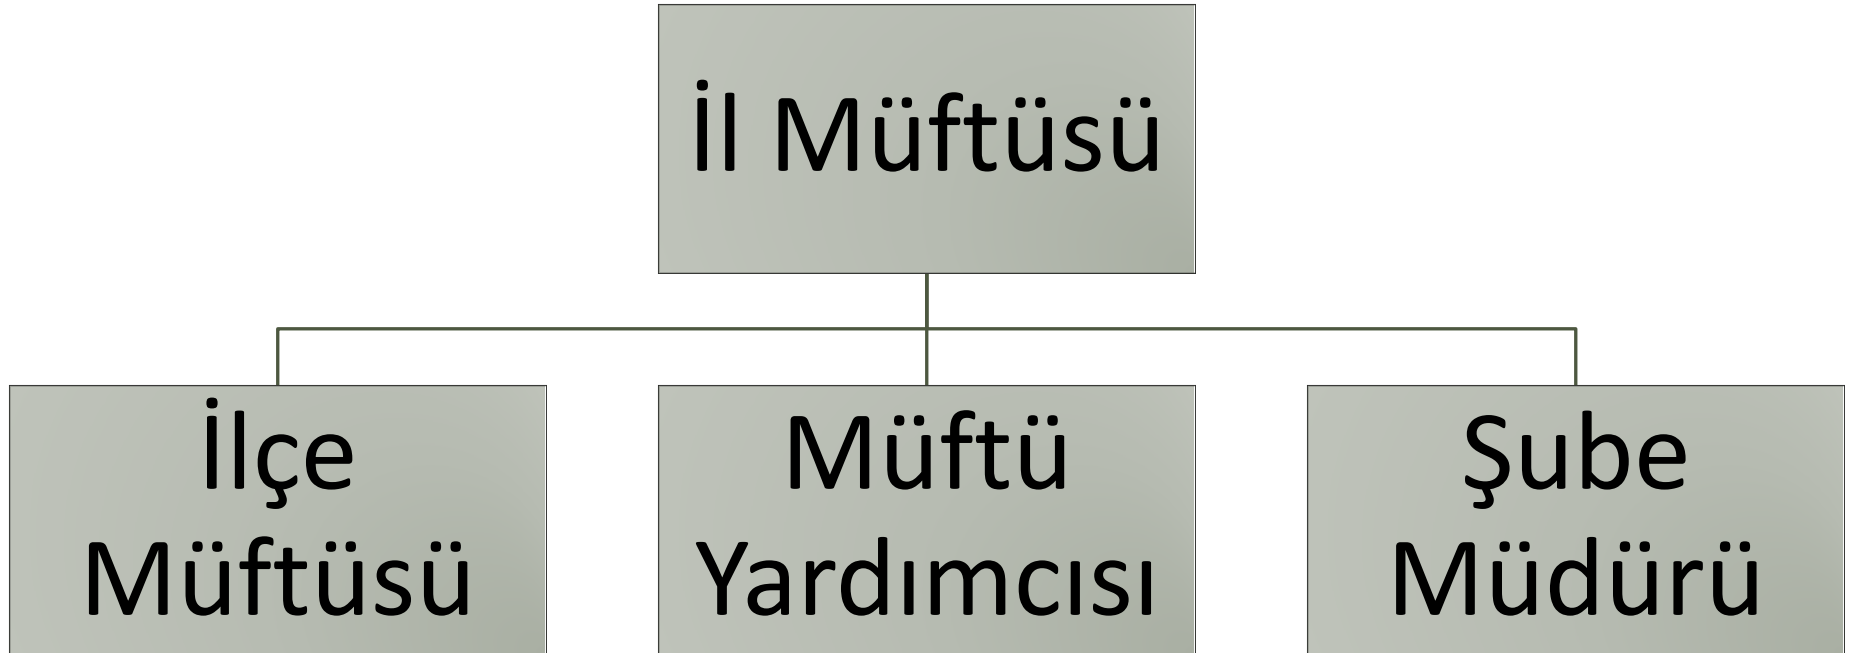 İl Müftüsü
İlçe
Müftüsü
Müftü
Yardımcısı
Şube
Müdürü